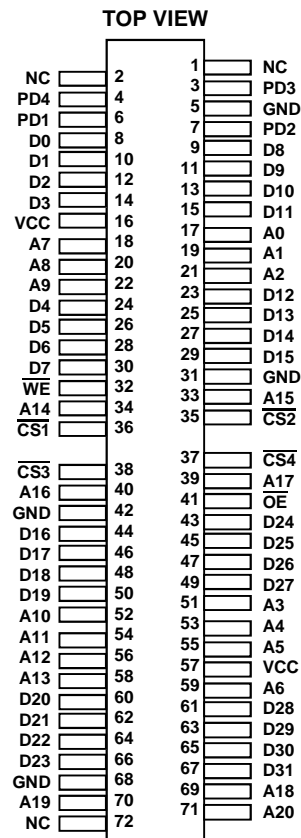 TOP VIEW
1 NC
NC 2
3 PD3
PD4 4
5 GND
PD1 6
7 PD2
D0 8
9 D8
D1 10
11 D9
D2 12
13 D10
D3 14
15 D11
VCC 16
17 A0
A7 18
19 A1
A8 20
21 A2
A9 22
23 D12
D4 24
25 D13
D5 26
27 D14
D6 28
29 D15
D7 30
31 GND
W̅E̅ 32
33 A15
A14 34
35 C̅S̅2̅
C̅S̅1̅ 36
37 C̅S̅4̅
C̅S̅3̅ 38
39 A17
A16 40
41 O̅E̅
GND 42
43 D24
D16 44
45 D25
D17 46
47 D26
D18 48
49 D27
D19 50
51 A3
A10 52
53 A4
A11 54
55 A5
A12 56
57 VCC
A13 58
59 A6
D20 60
61 D28
D21 62
63 D29
D22 64
65 D30
D23 66
67 D31
GND 68
69 A18
A19 70
71 A20
NC 72